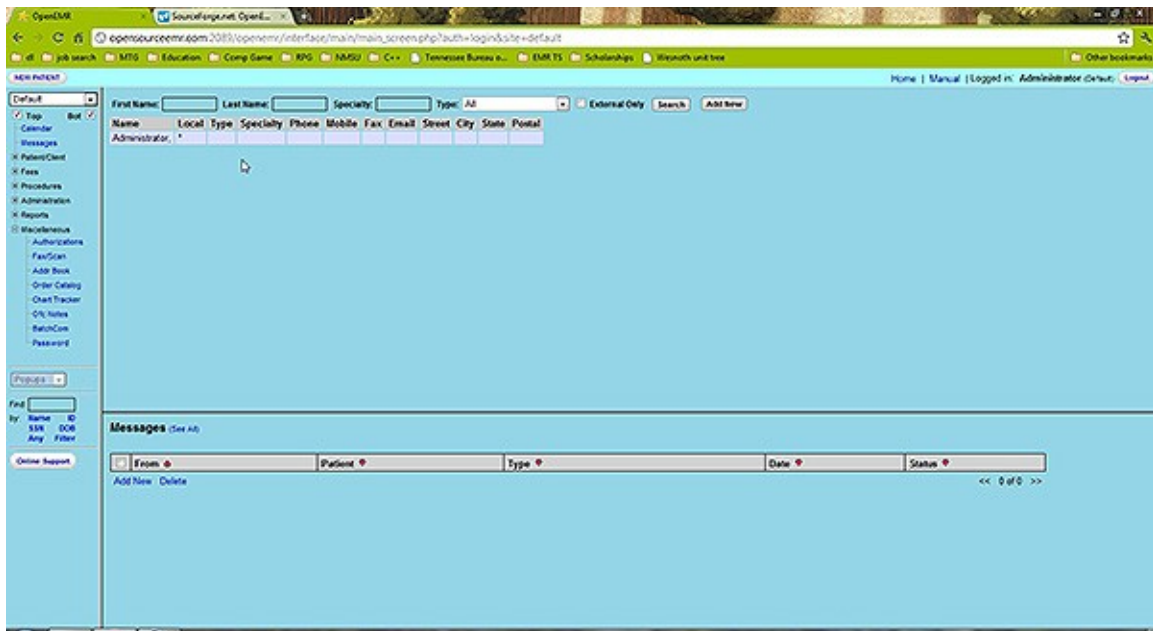 OpenEMR SourceForge.net: OpenE...
opensourceemr.com:2089/openemr/interface/main/main_screen.php?auth=login&site=default
job search MTG Education Comp Game RPG NMSU C++ Tennessee Bureau o... EMR TS Scholarships Wesnoth unit tree Other bookmarks
NEW PATIENT Home | Manual | Logged in: Administrator (Default) Logout
Default
Top Bot
Calendar
Messages
Patient/Client
Fees
Procedures
Administration
Reports
Miscellaneous
Authorizations
Fax/Scan
Addr Book
Order Catalog
Chart Tracker
Ofc Notes
BatchCom
Password
Popups
Find
by: Name ID
SSN DOB
Any Filter
Online Support
First Name: Last Name: Specialty: Type: All External Only Search Add New
Name Local Type Specialty Phone Mobile Fax Email Street City State Postal
Administrator, *
Messages (See All)
From Patient Type Date Status
Add New Delete << 0 of 0 >>